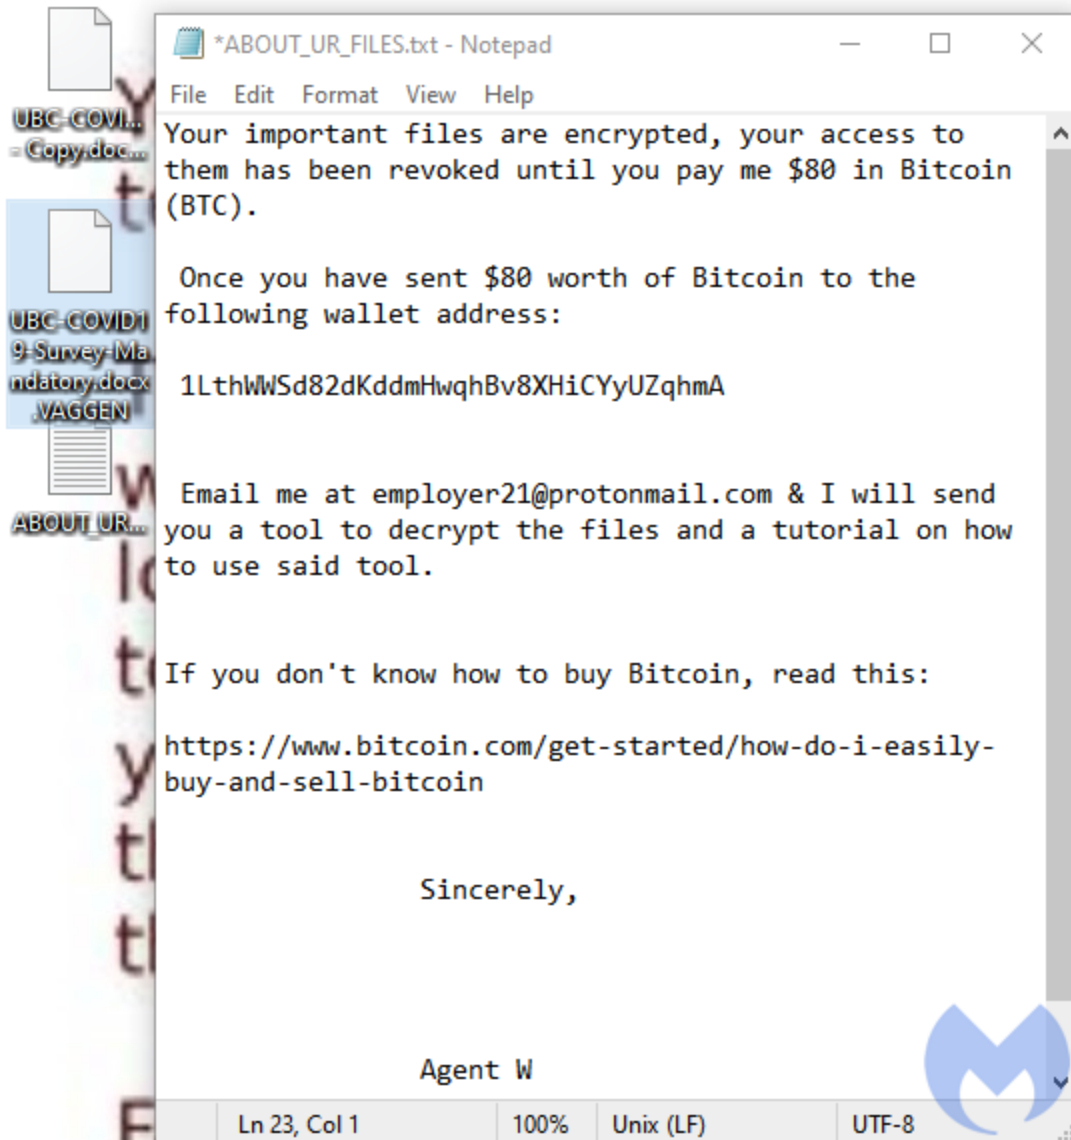 *ABOUT_UR_FILES.txt - Notepad
File Edit Format View Help
UBC-COVI...
- Copy.doc...
UBC-COVID1
9-Survey-Ma
ndatory.docx
.VAGGEN
ABOUT_UR...
Your important files are encrypted, your access to
them has been revoked until you pay me $80 in Bitcoin
(BTC).
Once you have sent $80 worth of Bitcoin to the
following wallet address:
1LthWWSd82dKddmHwqhBv8XHiCYyUZqhmA
Email me at employer21@protonmail.com & I will send
you a tool to decrypt the files and a tutorial on how
to use said tool.
If you don't know how to buy Bitcoin, read this:
https://www.bitcoin.com/get-started/how-do-i-easily-
buy-and-sell-bitcoin
Sincerely,
Agent W
Ln 23, Col 1 100% Unix (LF) UTF-8